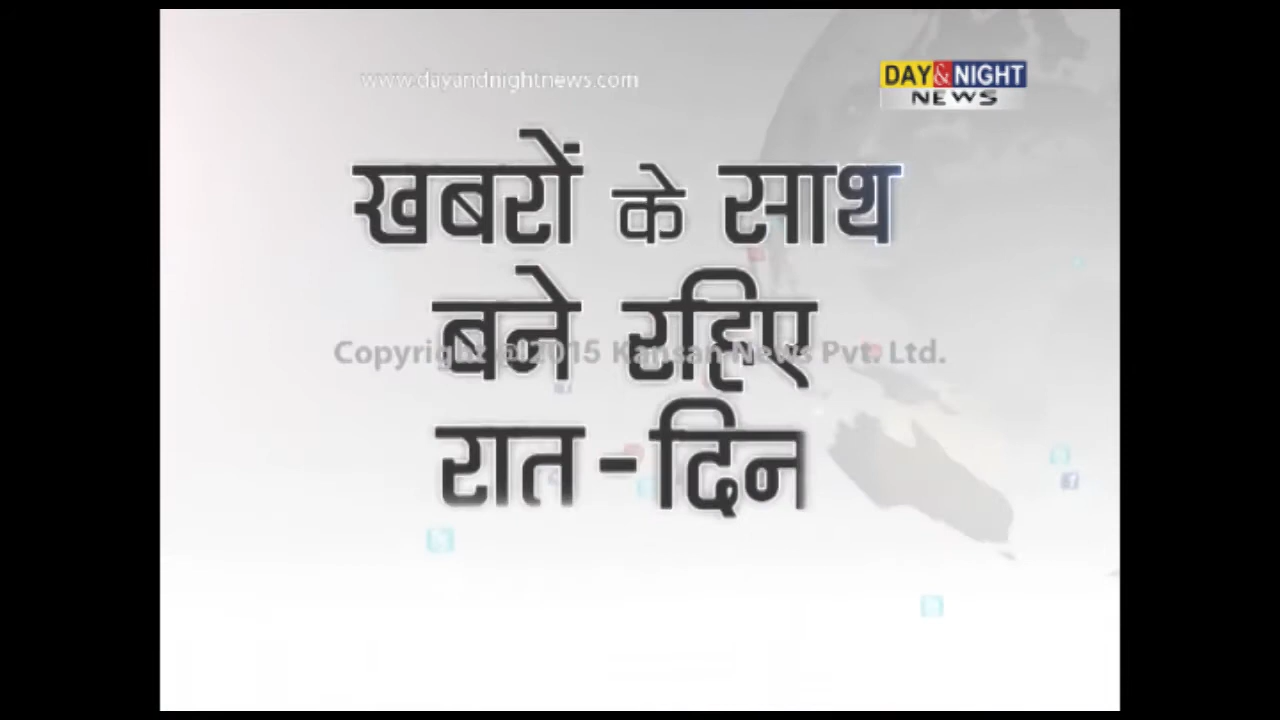 www.dayandnightnews.com
DAY&NIGHT
NEWS
खबरों के साथ
बने रहिए
Copyright @ 2015 Kansan News Pvt. Ltd.
रात-दिन